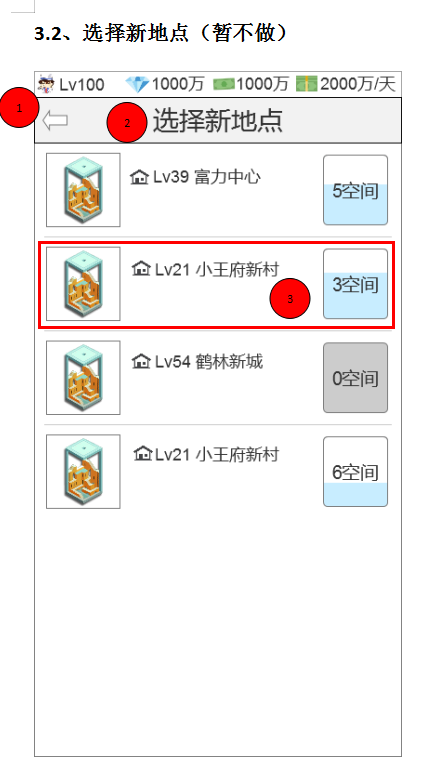 3.2、选择新地点（暂不做）
Lv100 1000万 1000万 2000万/天
1
2 选择新地点
Lv39 富力中心 5空间
Lv21 小王府新村 3空间
3
Lv54 鹤林新城 0空间
Lv21 小王府新村 6空间